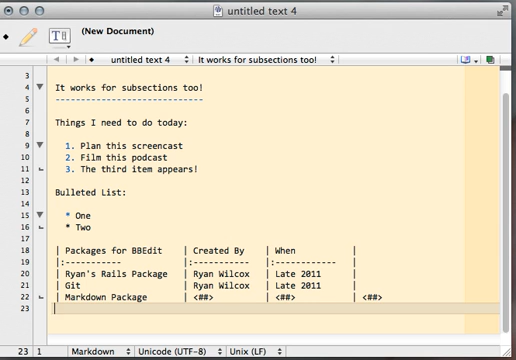 untitled text 4
(New Document)
untitled text 4 It works for subsections too!
3
4 It works for subsections too!
5 ---------------------------
6
7 Things I need to do today:
8
9 1. Plan this screencast
10 2. Film this podcast
11 3. The third item appears!
12
13 Bulleted List:
14
15 * One
16 * Two
17
18 | Packages for BBEdit | Created By | When |
19 |:---------- |:---------- |:----------- |
20 | Ryan's Rails Package | Ryan Wilcox | Late 2011
21 | Git | Ryan Wilcox | Late 2011
22 | Markdown Package | <##> | <##> | <##>
23
23 1 Markdown Unicode (UTF-8) Unix (LF)